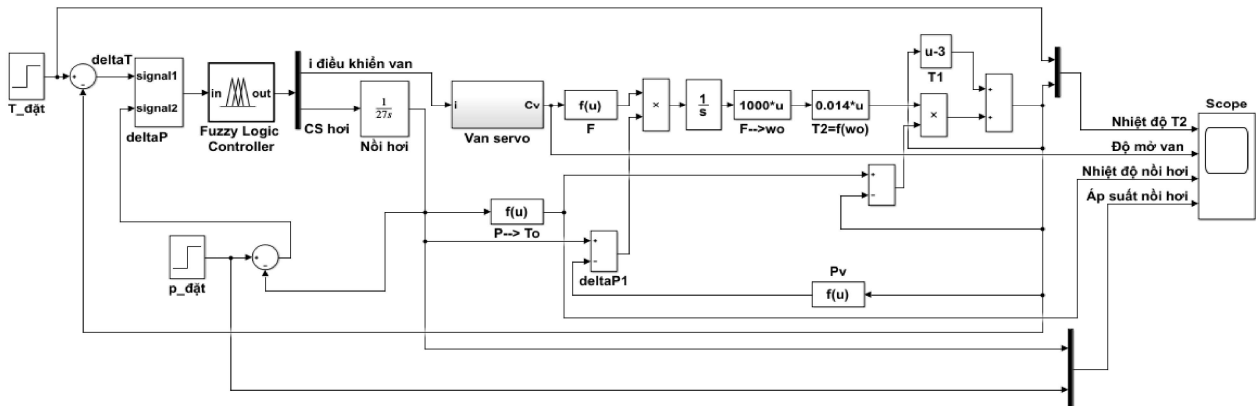 T_đặt
deltaT
signal1
signal2
deltaP
in
out
Fuzzy Logic
Controller
i điều khiển van
CS hơi
1
27s
Nồi hơi
i
Cv
Van servo
f(u)
F
×
1
s
1000*u
F-->wo
0.014*u
T2=f(wo)
u-3
T1
×
Scope
Nhiệt độ T2
Độ mở van
Nhiệt độ nồi hơi
Áp suất nồi hơi
f(u)
P--> To
p_đặt
deltaP1
Pv
f(u)